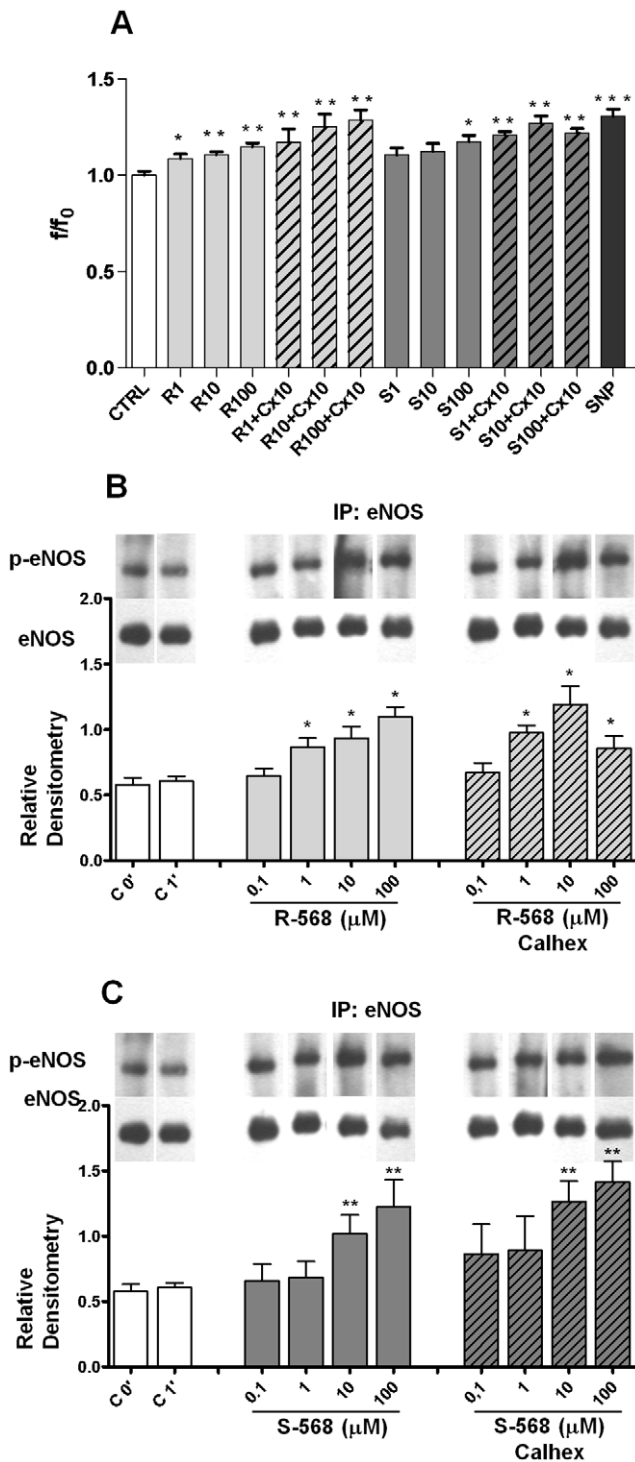 A
* ** ** ** ** ** * ** ** ** ***
1.5
1.0
0.5
0.0
f/f0
CTRL R1 R10 R100 R1+Cx10 R10+Cx10 R100+Cx10 S1 S10 S100 S1+Cx10 S10+Cx10 S100+Cx10 SNP
B
IP: eNOS
p-eNOS
eNOS
2.0
1.5
1.0
0.5
0.0
Relative
Densitometry
* * * * * *
C 0' C 1' 0.1 1 10 100 0,1 1 10 100
R-568 (µM) R-568 (µM)
Calhex
C
IP: eNOS
p-eNOS
eNOS
2.0
1.5
1.0
0.5
0.0
Relative
Densitometry
** ** ** **
C 0' C 1' 0.1 1 10 100 0,1 1 10 100
S-568 (µM) S-568 (µM)
Calhex